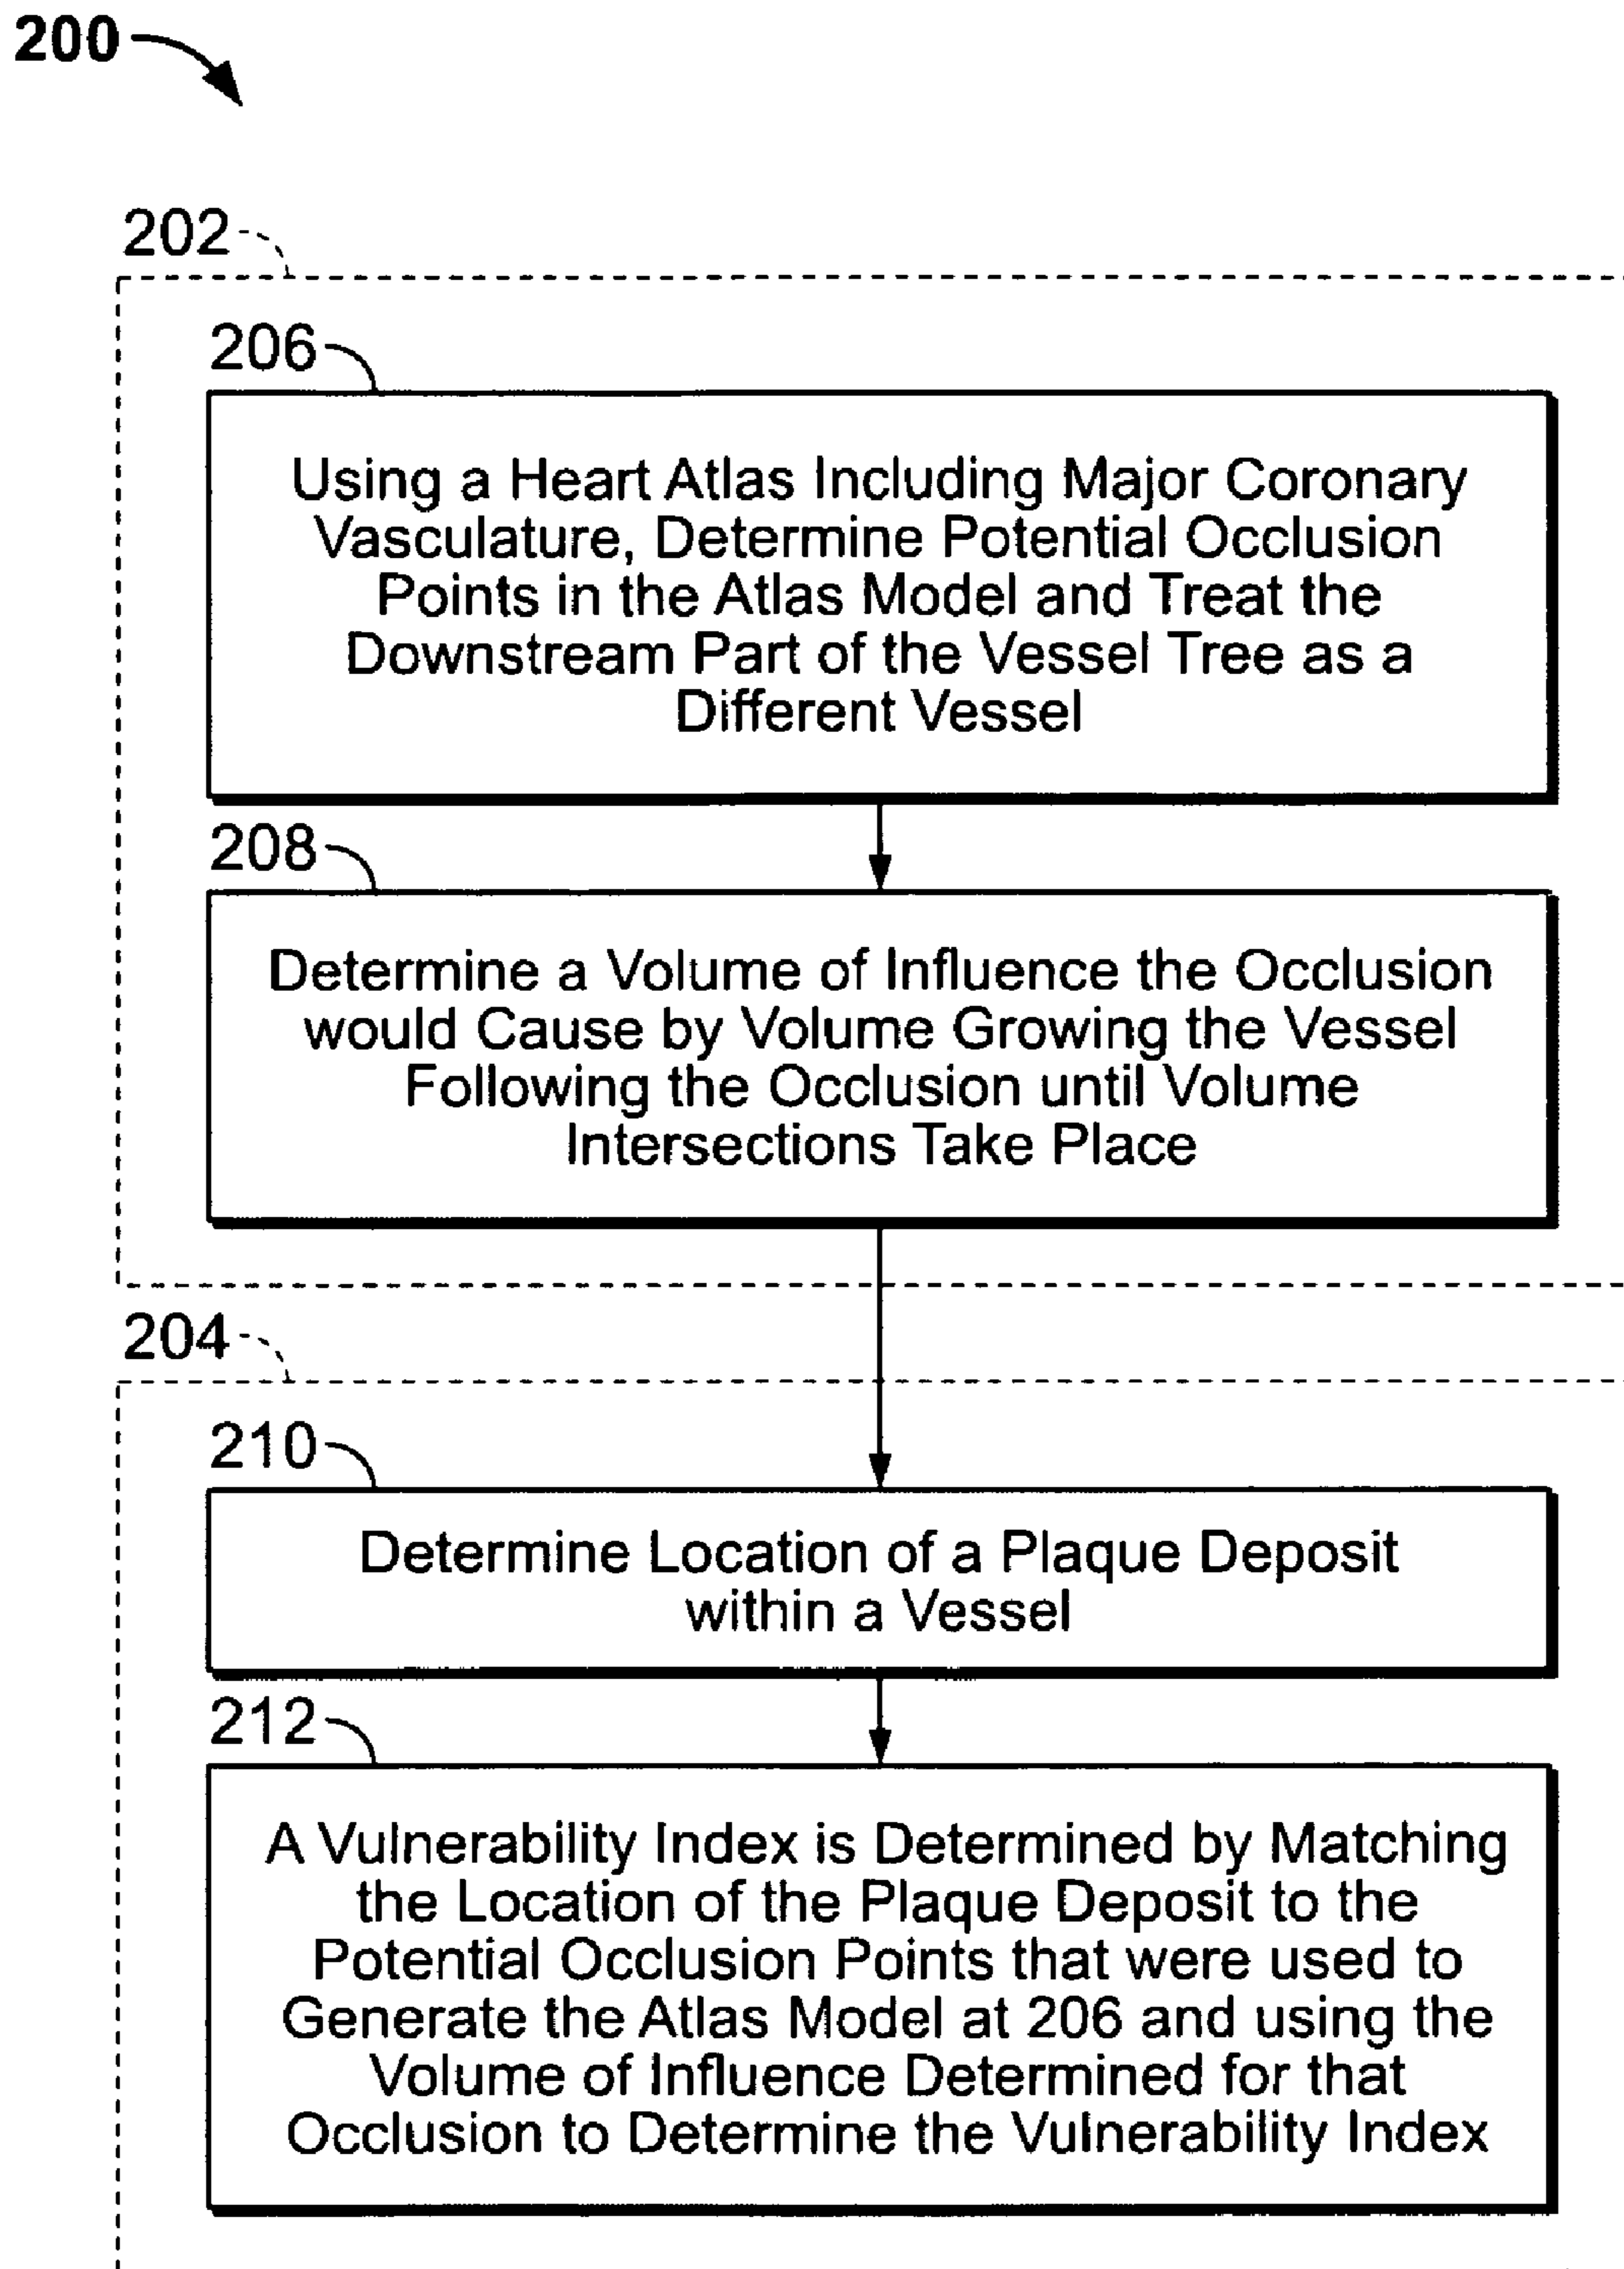 200
202
206
Using a Heart Atlas Including Major Coronary
Vasculature, Determine Potential Occlusion
Points in the Atlas Model and Treat the
Downstream Part of the Vessel Tree as a
Different Vessel
208
Determine a Volume of Influence the Occlusion
would Cause by Volume Growing the Vessel
Following the Occlusion until Volume
Intersections Take Place
204
210
Determine Location of a Plaque Deposit
within a Vessel
212
A Vulnerability Index is Determined by Matching
the Location of the Plaque Deposit to the
Potential Occlusion Points that were used to
Generate the Atlas Model at 206 and using the
Volume of Influence Determined for that
Occlusion to Determine the Vulnerability Index